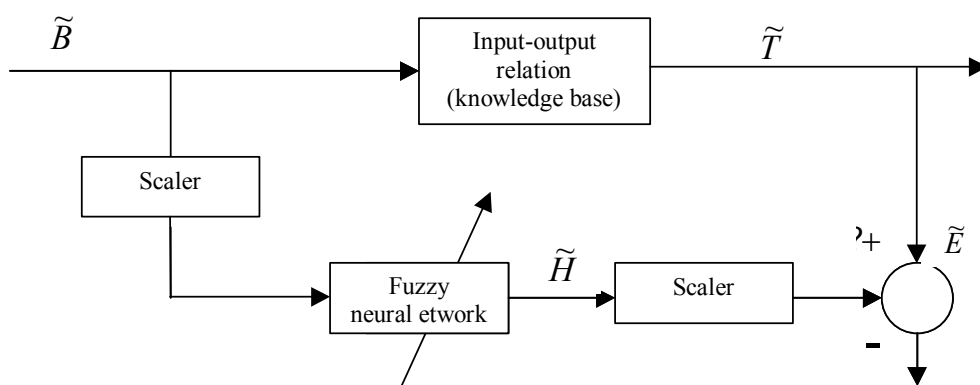 B̃
Input-output
relation
(knowledge base)
T̃
Scaler
+
Ẽ
Fuzzy
neural etwork
H̃
Scaler
-